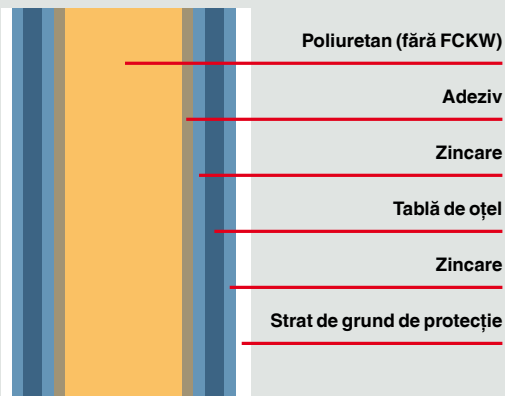 Poliuretan (fără FCKW)
Adeziv
Zincare
Tablă de oțel
Zincare
Strat de grund de protecție